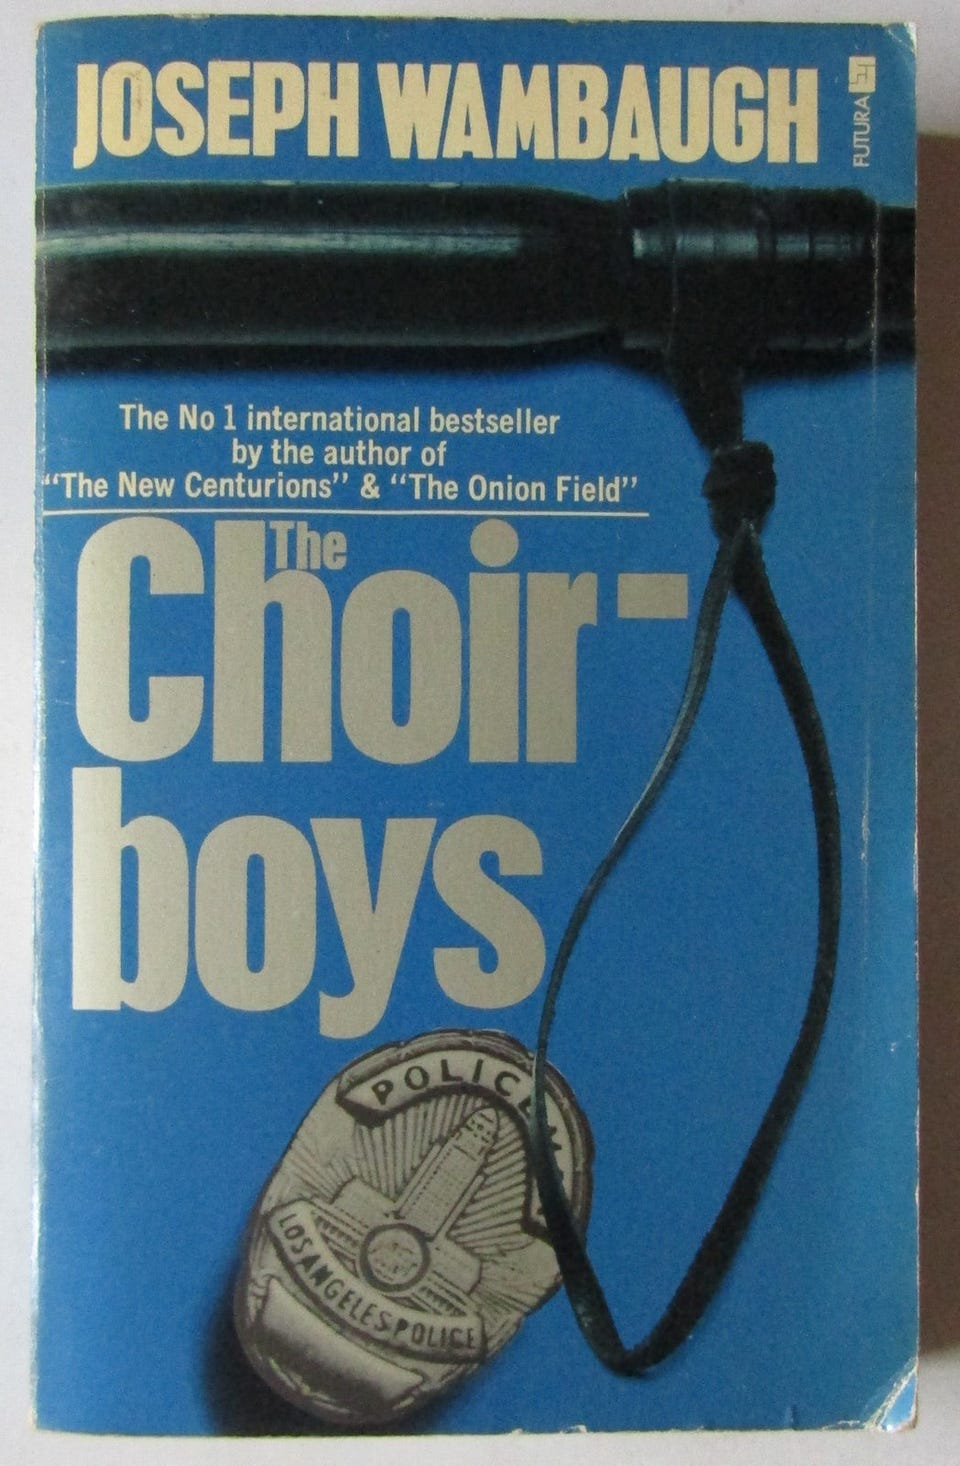 JOSEPH WAMBAUGH
FUTURA
The No 1 international bestseller
by the author of
“The New Centurions” & “The Onion Field”
The
Choir-
boys
POLICE
LOS ANGELES POLICE